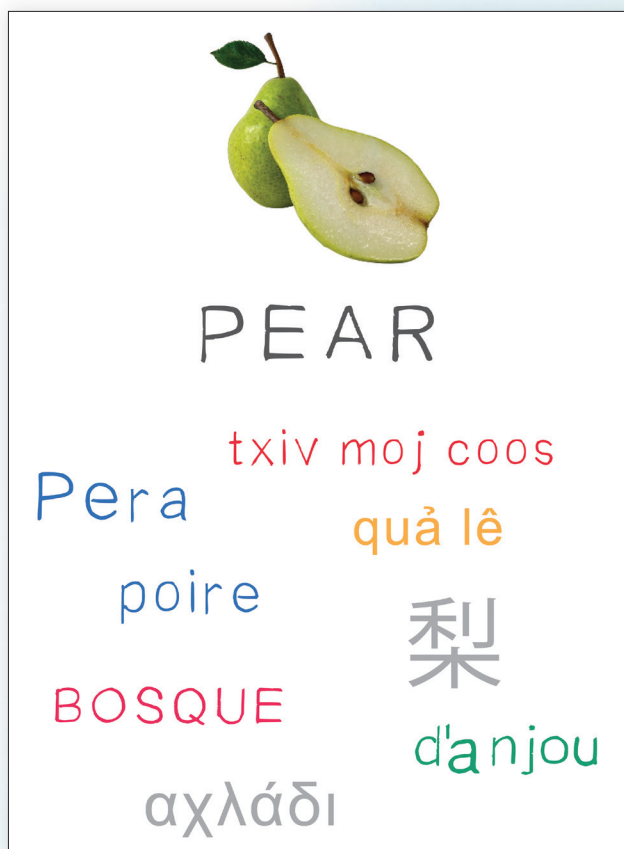 PEAR
txiv moj coos
Pera
quả lê
poire
梨
BOSQUE
d'anjou
αχλάδι